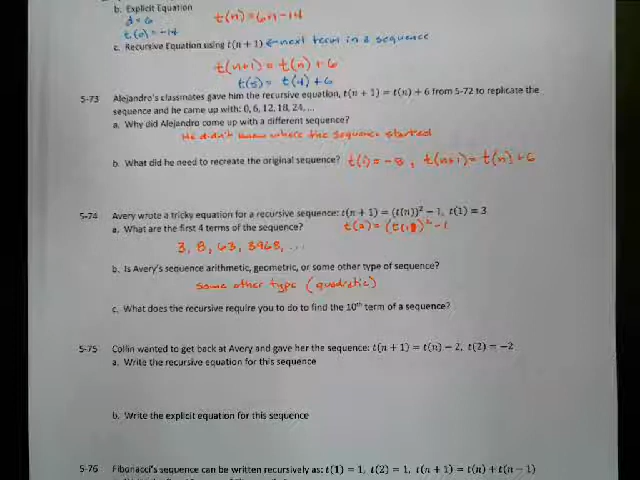 b. Explicit Equation
d = 6
t(n) = 6n - 14
t(0) = -14
c. Recursive Equation using t(n + 1) ← next term in a sequence
t(n+1) = t(n) + 6
t(5) = t(4) + 6
5-73 Alejandro's classmates gave him the recursive equation, t(n + 1) = t(n) + 6 from 5-72 to replicate the
sequence and he came up with: 0, 6, 12, 18, 24, ...
a. Why did Alejandro come up with a different sequence?
He didn't know where the sequence started
b. What did he need to recreate the original sequence? t(1) = -8, t(n+1) = t(n) + 6
5-74 Avery wrote a tricky equation for a recursive sequence: t(n + 1) = (t(n))² − 1, t(1) = 3
a. What are the first 4 terms of the sequence? t(2) = (t(1))² - 1
3, 8, 63, 3968, ...
b. Is Avery's sequence arithmetic, geometric, or some other type of sequence?
some other type (quadratic)
c. What does the recursive require you to do to find the 10th term of a sequence?
5-75 Collin wanted to get back at Avery and gave her the sequence: t(n + 1) = t(n) − 2, t(2) = −2
a. Write the recursive equation for this sequence
b. Write the explicit equation for this sequence
5-76 Fibonacci's sequence can be written recursively as: t(1) = 1, t(2) = 1, t(n + 1) = t(n) + t(n − 1)